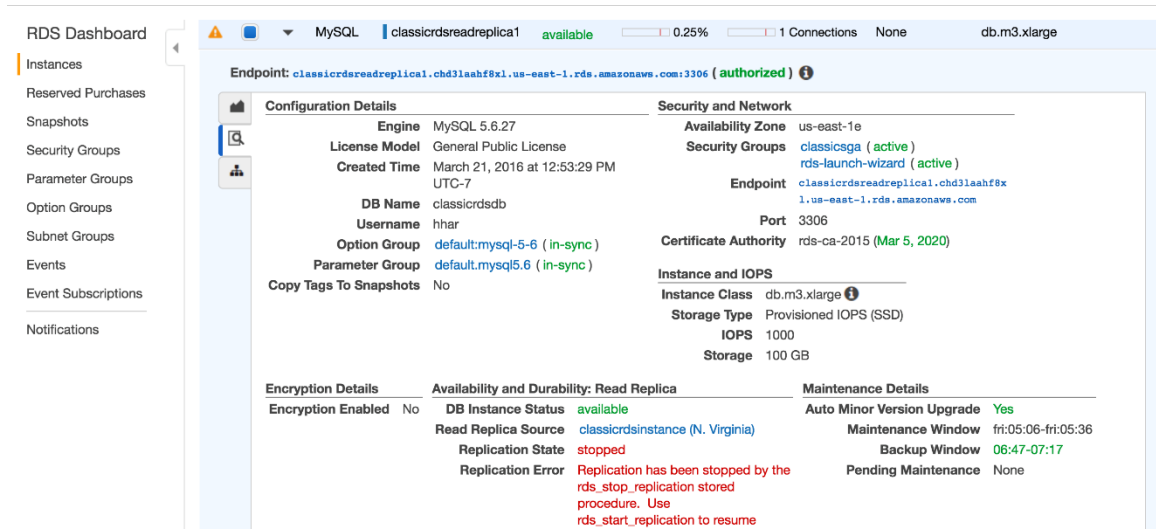 RDS Dashboard
Instances
Reserved Purchases
Snapshots
Security Groups
Parameter Groups
Option Groups
Subnet Groups
Events
Event Subscriptions
Notifications
MySQL classicrdsreadreplica1 available 0.25% 1 Connections None db.m3.xlarge
Endpoint: classicrdsreadreplica1.chd3laahf8xl.us-east-1.rds.amazonaws.com:3306 ( authorized )
Configuration Details
Engine MySQL 5.6.27
License Model General Public License
Created Time March 21, 2016 at 12:53:29 PM
UTC-7
DB Name classicrdsdb
Username hhar
Option Group default:mysql-5-6 ( in-sync )
Parameter Group default.mysql5.6 ( in-sync )
Copy Tags To Snapshots No
Security and Network
Availability Zone us-east-1e
Security Groups classicsga ( active )
rds-launch-wizard ( active )
Endpoint classicrdsreadreplica1.chd3laahf8x
l.us-east-1.rds.amazonaws.com
Port 3306
Certificate Authority rds-ca-2015 (Mar 5, 2020)
Instance and IOPS
Instance Class db.m3.xlarge
Storage Type Provisioned IOPS (SSD)
IOPS 1000
Storage 100 GB
Encryption Details
Encryption Enabled No
Availability and Durability: Read Replica
DB Instance Status available
Read Replica Source classicrdsinstance (N. Virginia)
Replication State stopped
Replication Error Replication has been stopped by the
rds_stop_replication stored
procedure. Use
rds_start_replication to resume
Maintenance Details
Auto Minor Version Upgrade Yes
Maintenance Window fri:05:06-fri:05:36
Backup Window 06:47-07:17
Pending Maintenance None